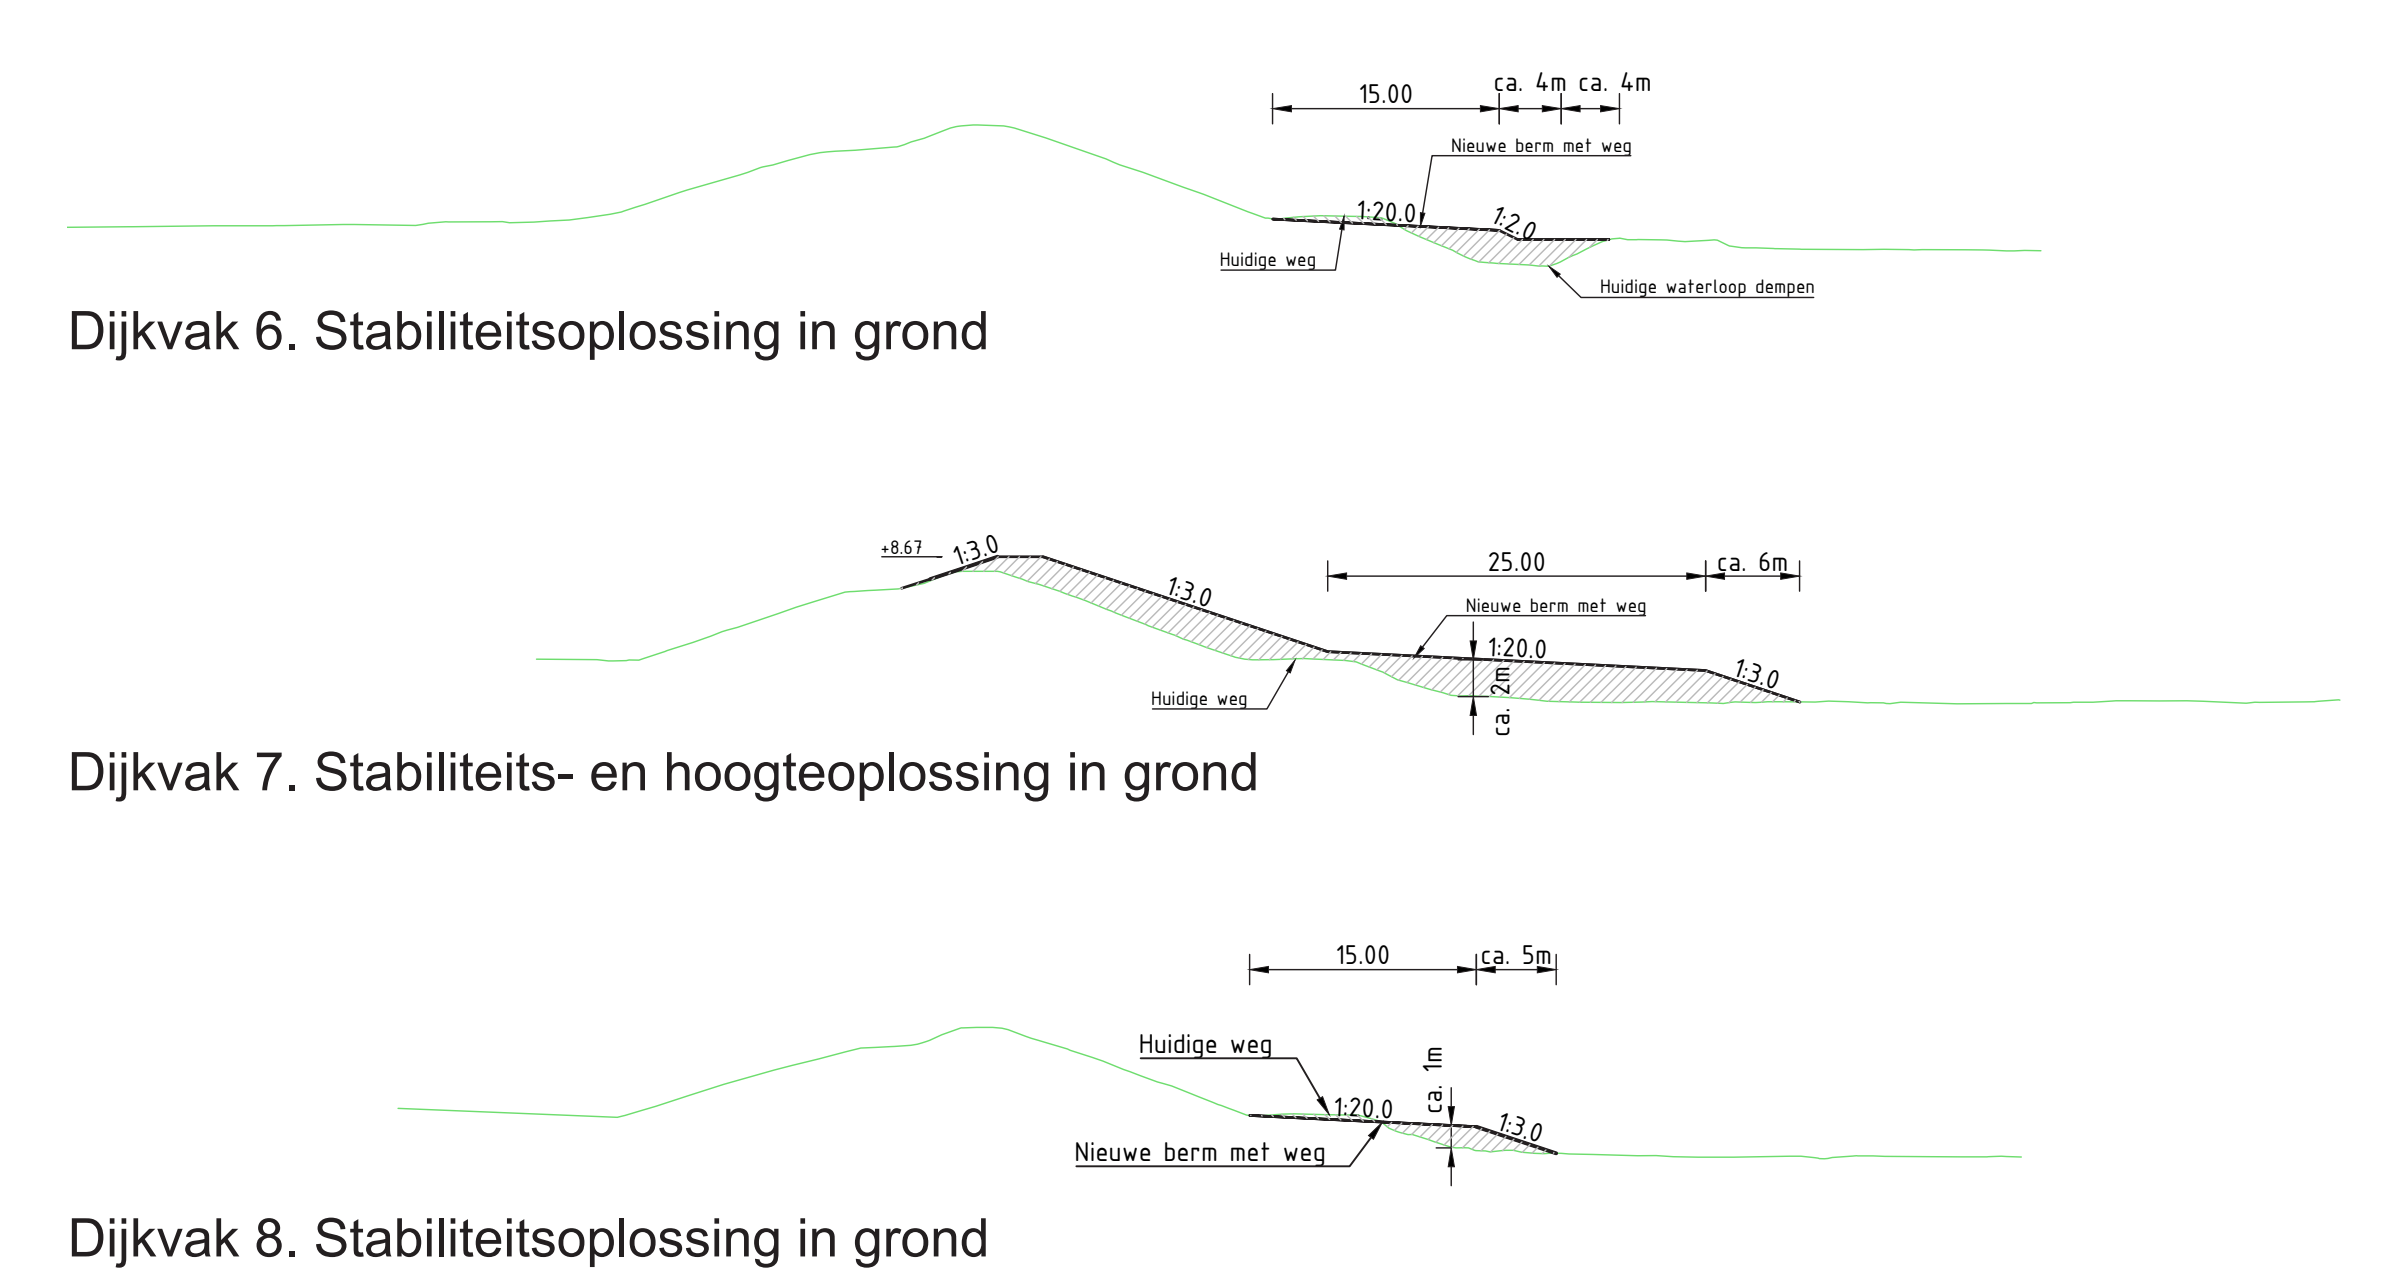 15.00
ca. 4m
ca. 4m
Nieuwe berm met weg
1:20.0
1:2.0
Huidige weg
Huidige waterloop dempen
Dijkvak 6. Stabiliteitsoplossing in grond
+8.67
1:3.0
1:3.0
25.00
ca. 6m
Nieuwe berm met weg
1:20.0
1:3.0
ca. 2m
Huidige weg
Dijkvak 7. Stabiliteits- en hoogteoplossing in grond
15.00
ca. 5m
Huidige weg
ca. 1m
1:20.0
1:3.0
Nieuwe berm met weg
Dijkvak 8. Stabiliteitsoplossing in grond